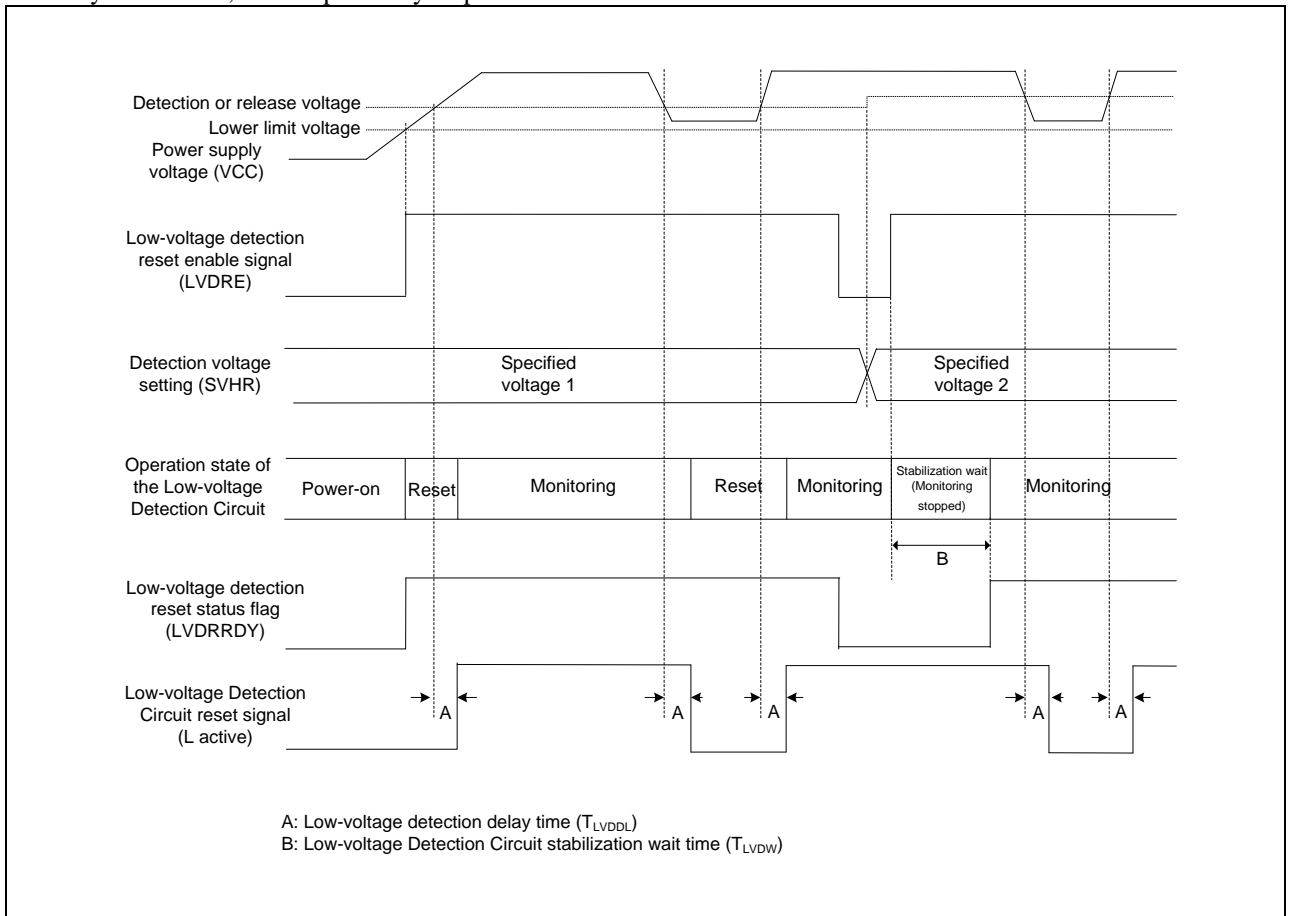 Detection or release voltage
Lower limit voltage
Power supply
voltage (VCC)
Low-voltage detection
reset enable signal
(LVDRE)
Detection voltage
setting (SVHR)
Specified
voltage 1
Specified
voltage 2
Operation state of
the Low-voltage
Detection Circuit
Power-on
Reset
Monitoring
Reset
Monitoring
Stabilization wait
(Monitoring
stopped)
Monitoring
B
Low-voltage detection
reset status flag
(LVDRRDY)
Low-voltage Detection
Circuit reset signal
(L active)
A
A
A
A
A
A: Low-voltage detection delay time (TLVDDL)
B: Low-voltage Detection Circuit stabilization wait time (TLVDW)